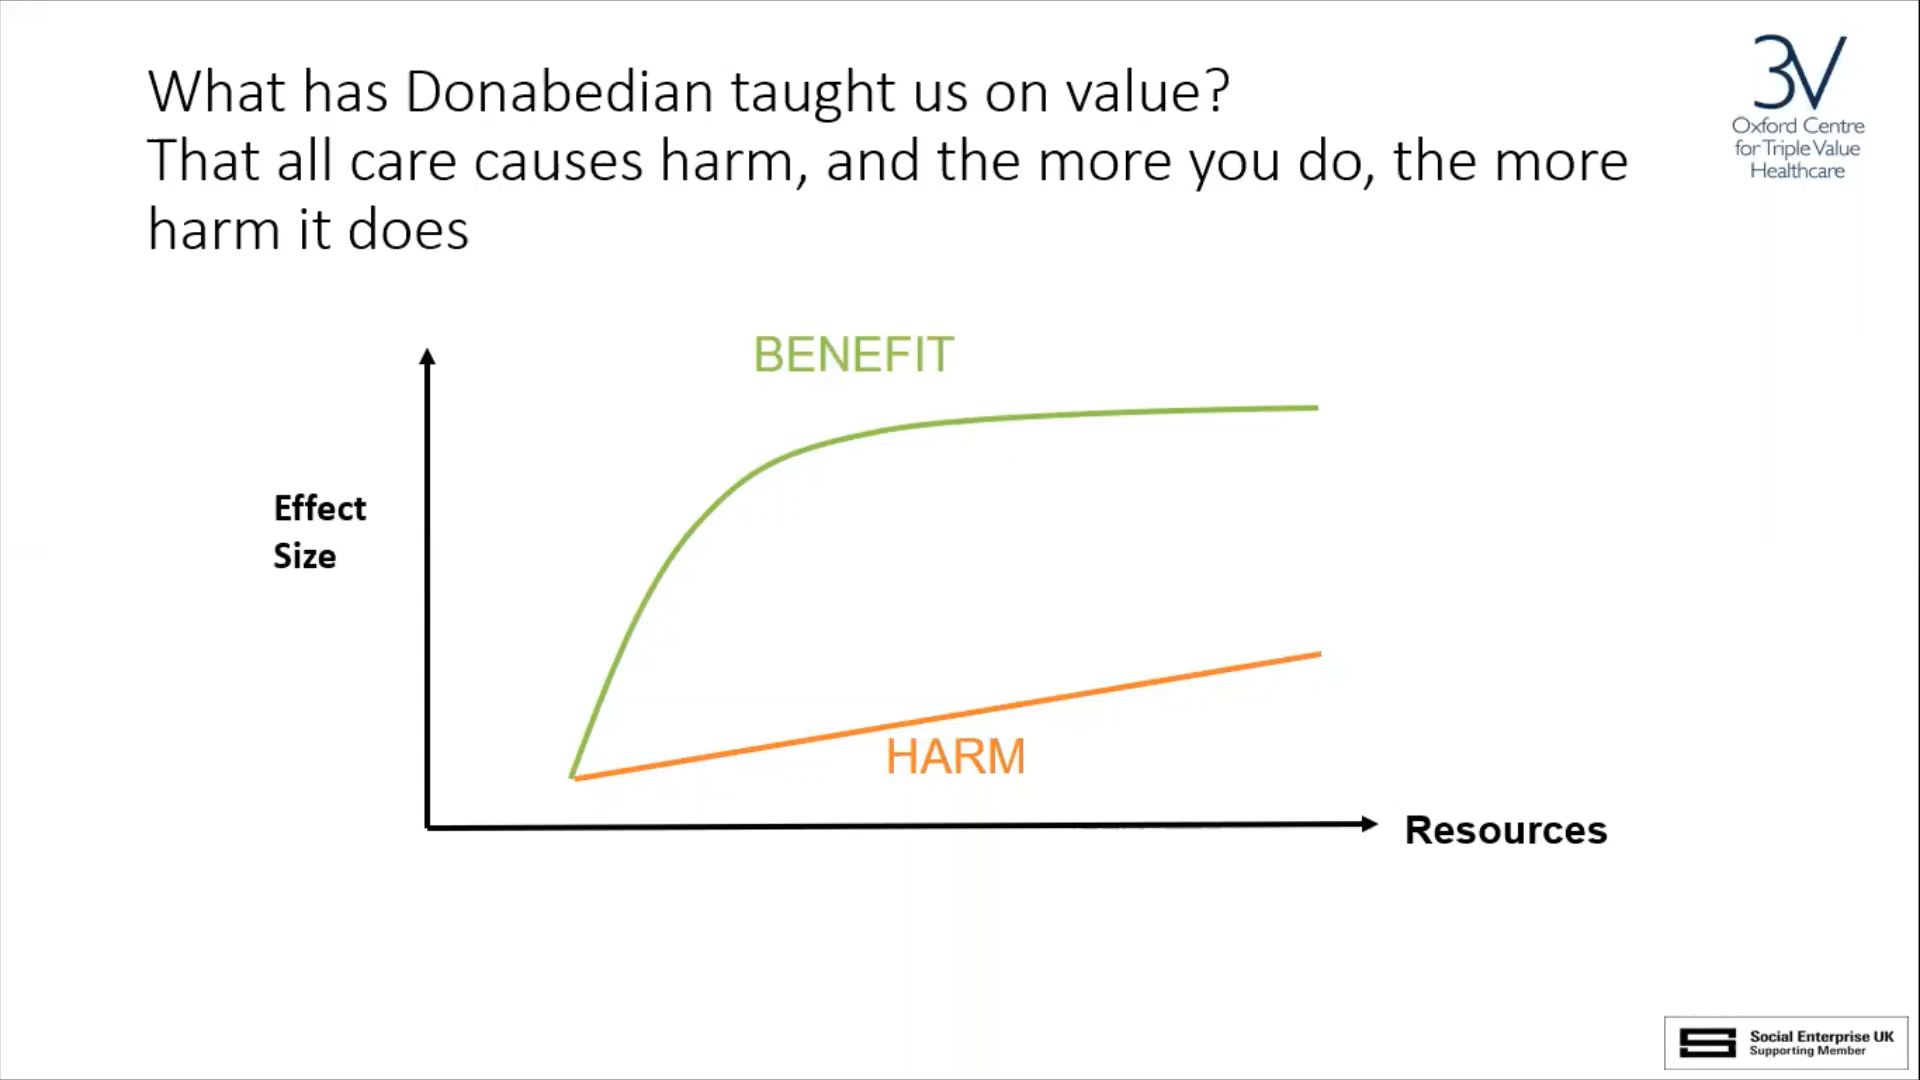 What has Donabedian taught us on value?
That all care causes harm, and the more you do, the more
harm it does
3V
Oxford Centre
for Triple Value
Healthcare
BENEFIT
Effect
Size
HARM
Resources
Social Enterprise UK
Supporting Member